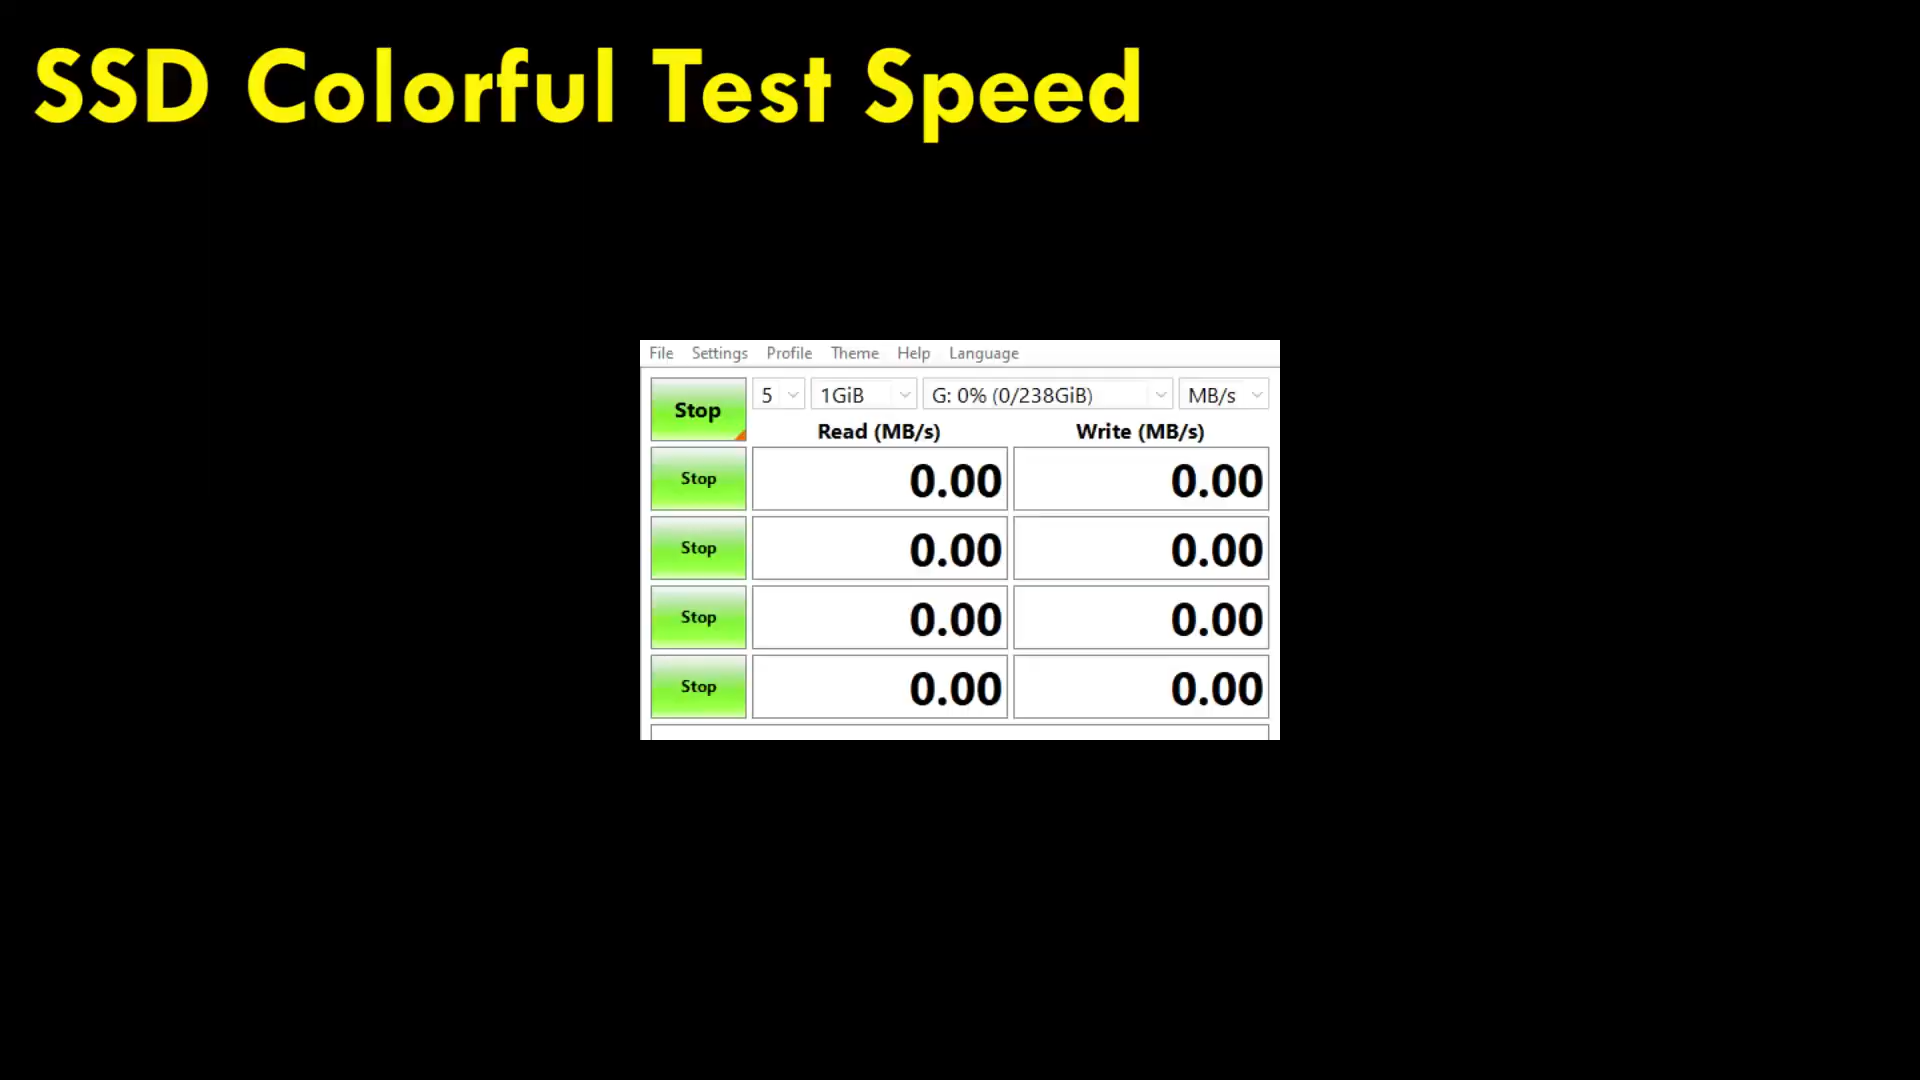 SSD Colorful Test Speed
File Settings Profile Theme Help Language
Stop 5 1GiB G: 0% (0/238GiB) MB/s
Read (MB/s) Write (MB/s)
Stop 0.00 0.00
Stop 0.00 0.00
Stop 0.00 0.00
Stop 0.00 0.00